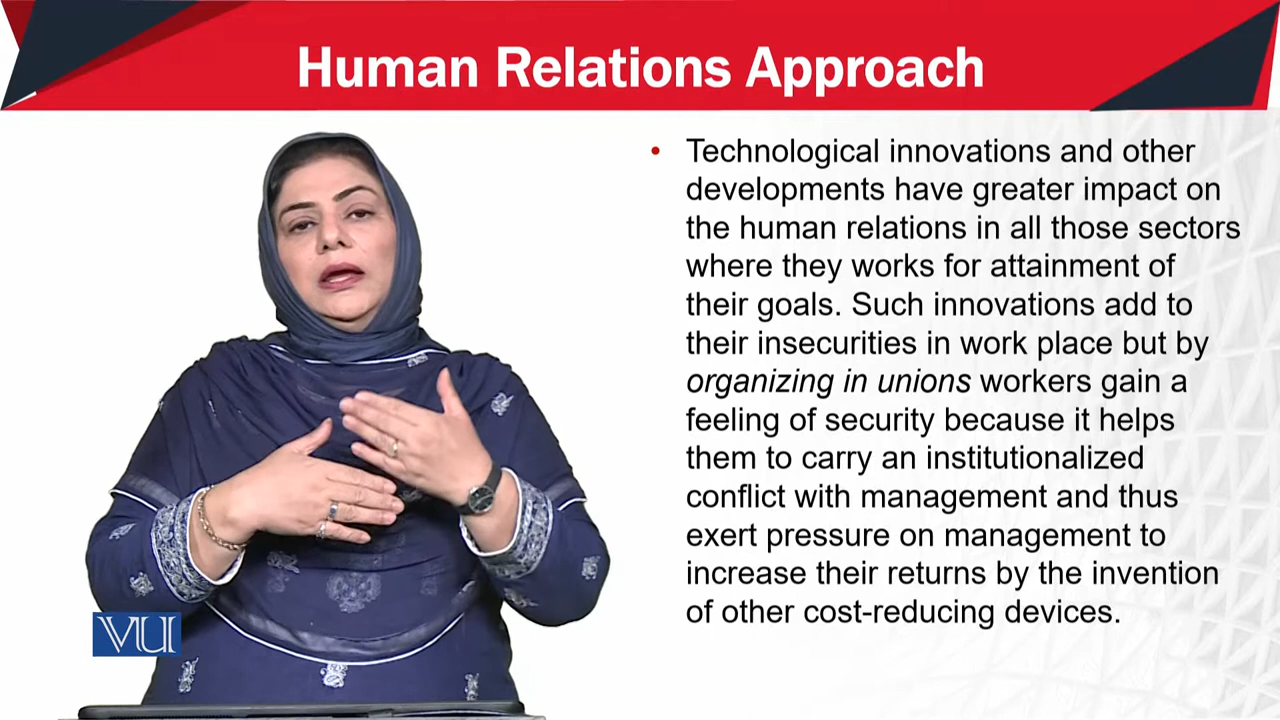 Human Relations Approach
• Technological innovations and other
developments have greater impact on
the human relations in all those sectors
where they works for attainment of
their goals. Such innovations add to
their insecurities in work place but by
organizing in unions workers gain a
feeling of security because it helps
them to carry an institutionalized
conflict with management and thus
exert pressure on management to
increase their returns by the invention
of other cost-reducing devices.
VU